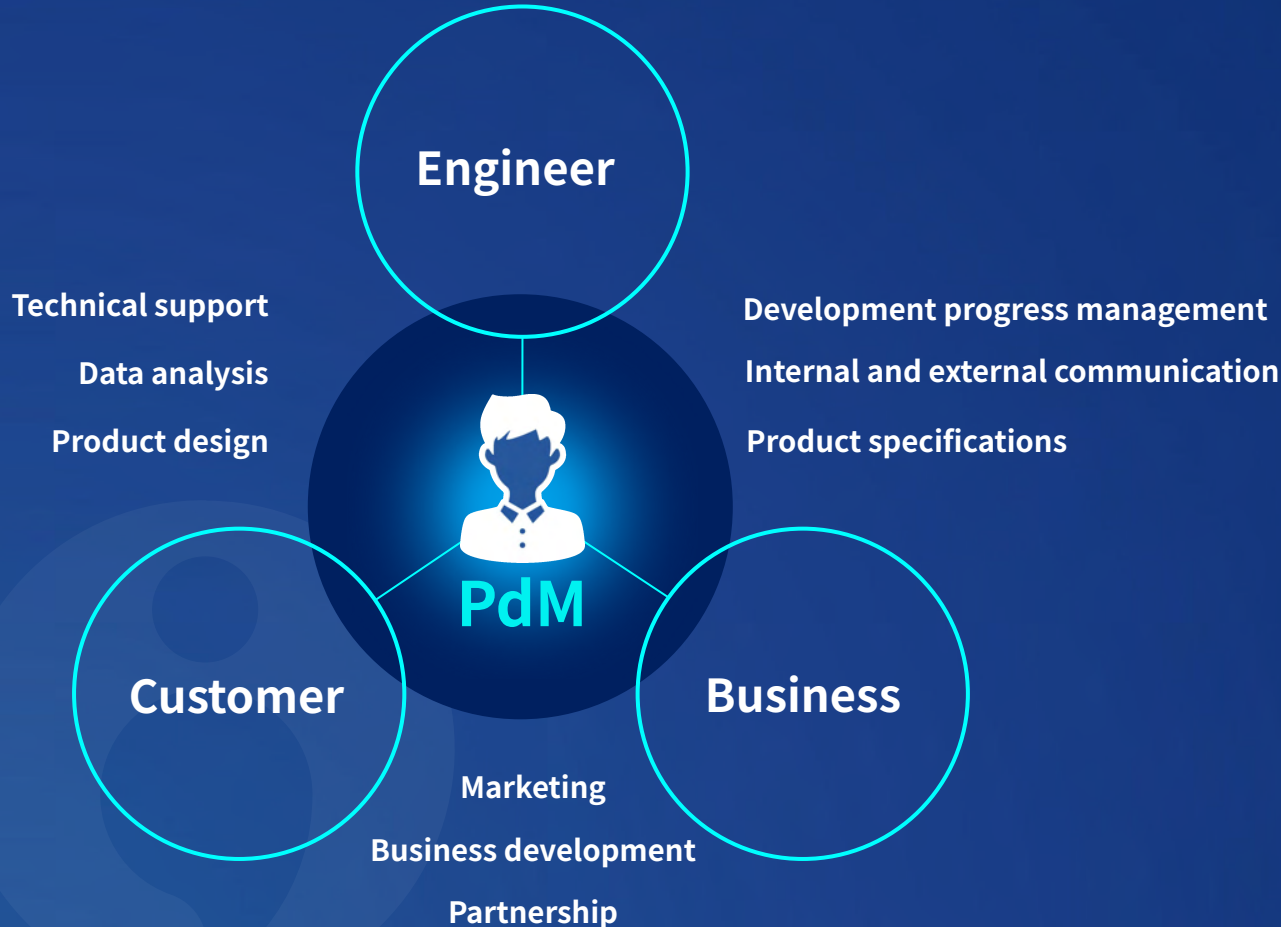 Engineer
Technical support
Data analysis
Product design
Development progress management
Internal and external communication
Product specifications
PdM
Customer
Business
Marketing
Business development
Partnership